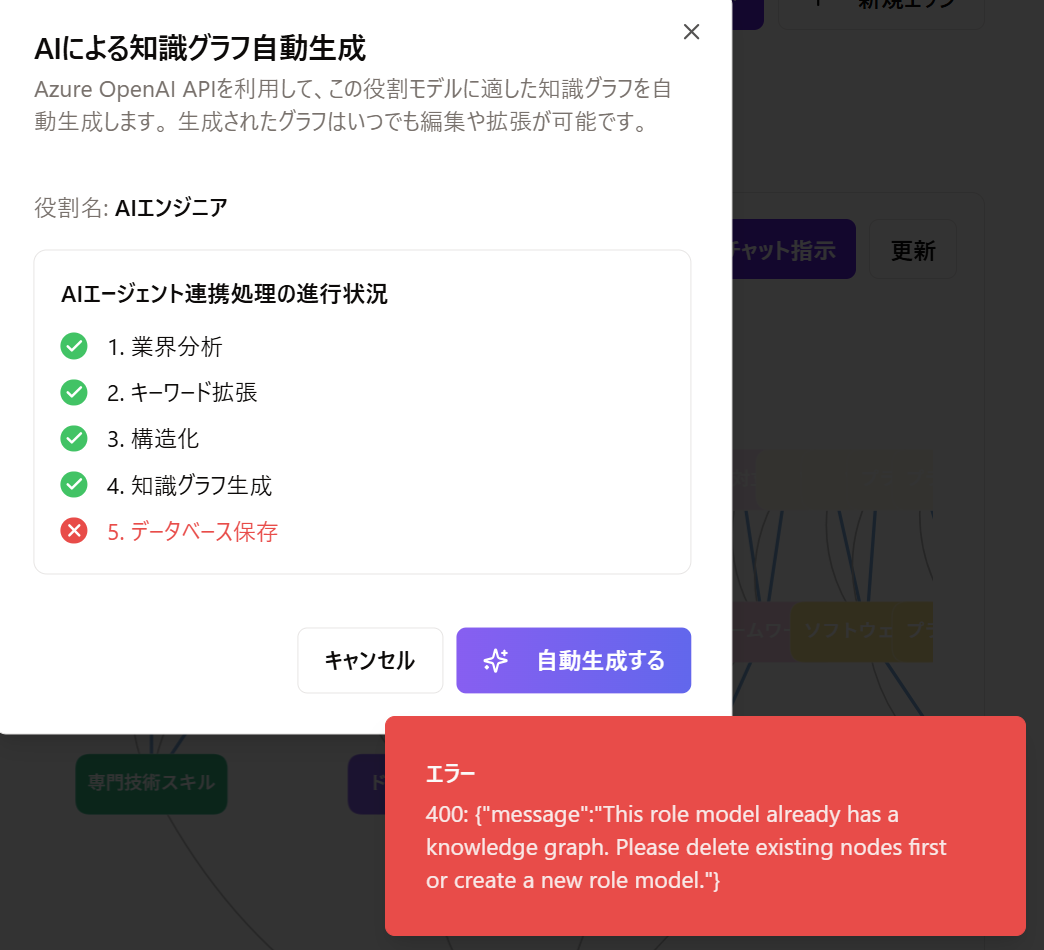 新規エッジ
AIによる知識グラフ自動生成
Azure OpenAI APIを利用して、この役割モデルに適した知識グラフを自
動生成します。生成されたグラフはいつでも編集や拡張が可能です。
役割名: AIエンジニア
チャット指示
更新
AIエージェント連携処理の進行状況
1. 業界分析
2. キーワード拡張
3. 構造化
4. 知識グラフ生成
5. データベース保存
ソフトウェ
キャンセル
自動生成する
専門技術スキル
エラー
400: {"message":"This role model already has a
knowledge graph. Please delete existing nodes first
or create a new role model."}